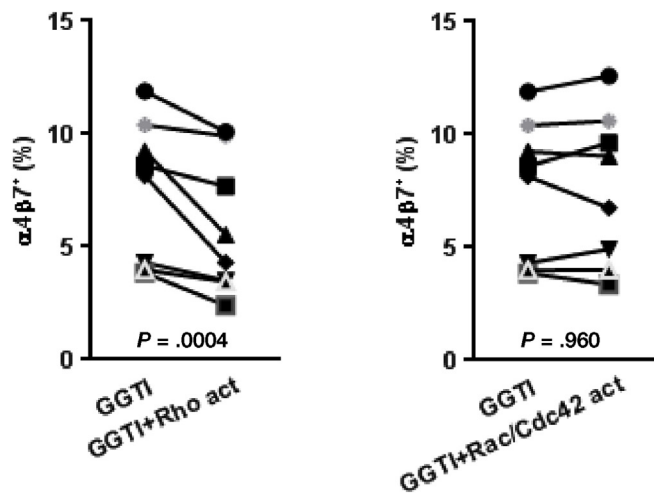 15
10
5
0
α4β7⁺ (%)
P = .0004
GGTI
GGTI+Rho act
15
10
5
0
α4β7⁺ (%)
P = .960
GGTI
GGTI+Rac/Cdc42 act